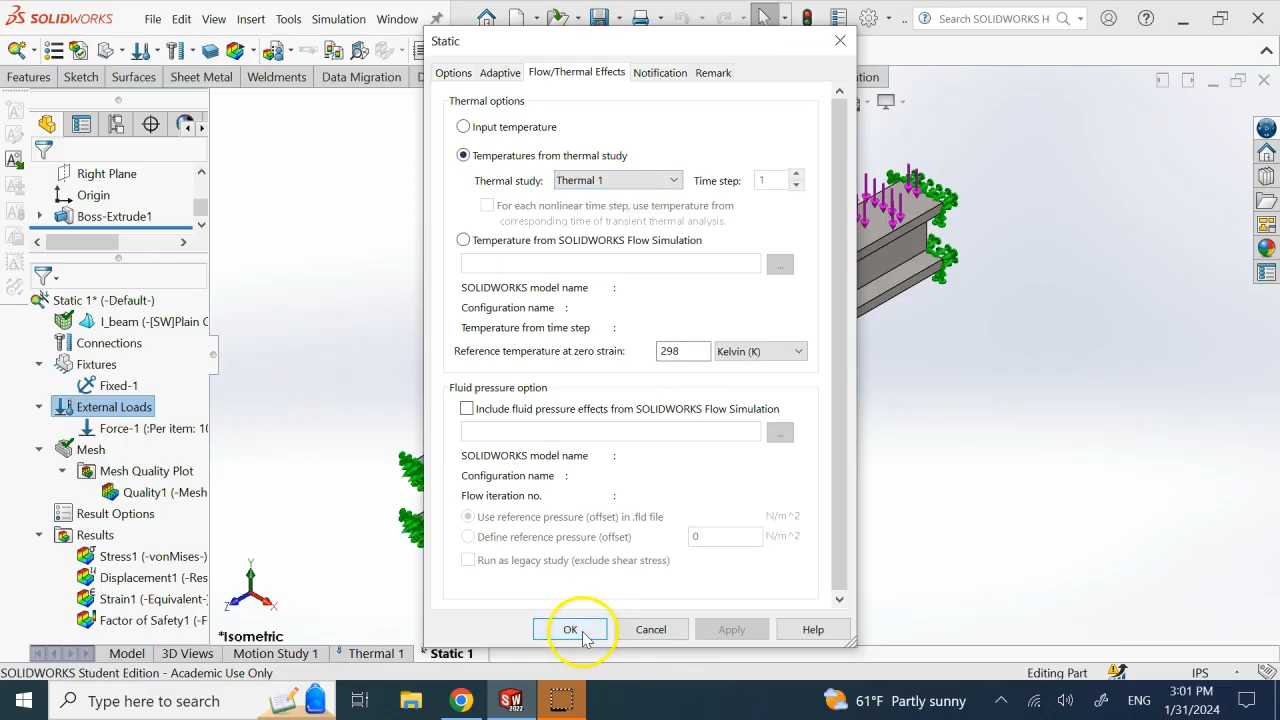 SOLIDWORKS
File Edit View Insert Tools Simulation Window
Search SOLIDWORKS H
Features Sketch Surfaces Sheet Metal Weldments Data Migration
Static
Options Adaptive Flow/Thermal Effects Notification Remark
Thermal options
Input temperature
Temperatures from thermal study
Thermal study: Thermal 1 Time step: 1
For each nonlinear time step, use temperature from
corresponding time of transient thermal analysis.
Temperature from SOLIDWORKS Flow Simulation
...
SOLIDWORKS model name :
Configuration name :
Temperature from time step :
Reference temperature at zero strain: 298 Kelvin (K)
Fluid pressure option
Include fluid pressure effects from SOLIDWORKS Flow Simulation
...
SOLIDWORKS model name :
Configuration name :
Flow iteration no. :
Use reference pressure (offset) in .fld file N/m^2
Define reference pressure (offset) 0 N/m^2
Run as legacy study (exclude shear stress)
OK Cancel Apply Help
Right Plane
Origin
Boss-Extrude1
Static 1* (-Default-)
I_beam (-[SW]Plain C
Connections
Fixtures
Fixed-1
External Loads
Force-1 (:Per item: 10
Mesh
Mesh Quality Plot
Quality1 (-Mesh
Result Options
Results
Stress1 (-vonMises-
Displacement1 (-Res
Strain1 (-Equivalent-
Factor of Safety1 (-F
Y
Z X
*Isometric
Model 3D Views Motion Study 1 Thermal 1 * Static 1
SOLIDWORKS Student Edition - Academic Use Only
Editing Part
IPS
Type here to search
SW
2022
61°F Partly sunny
ENG
3:01 PM
1/31/2024